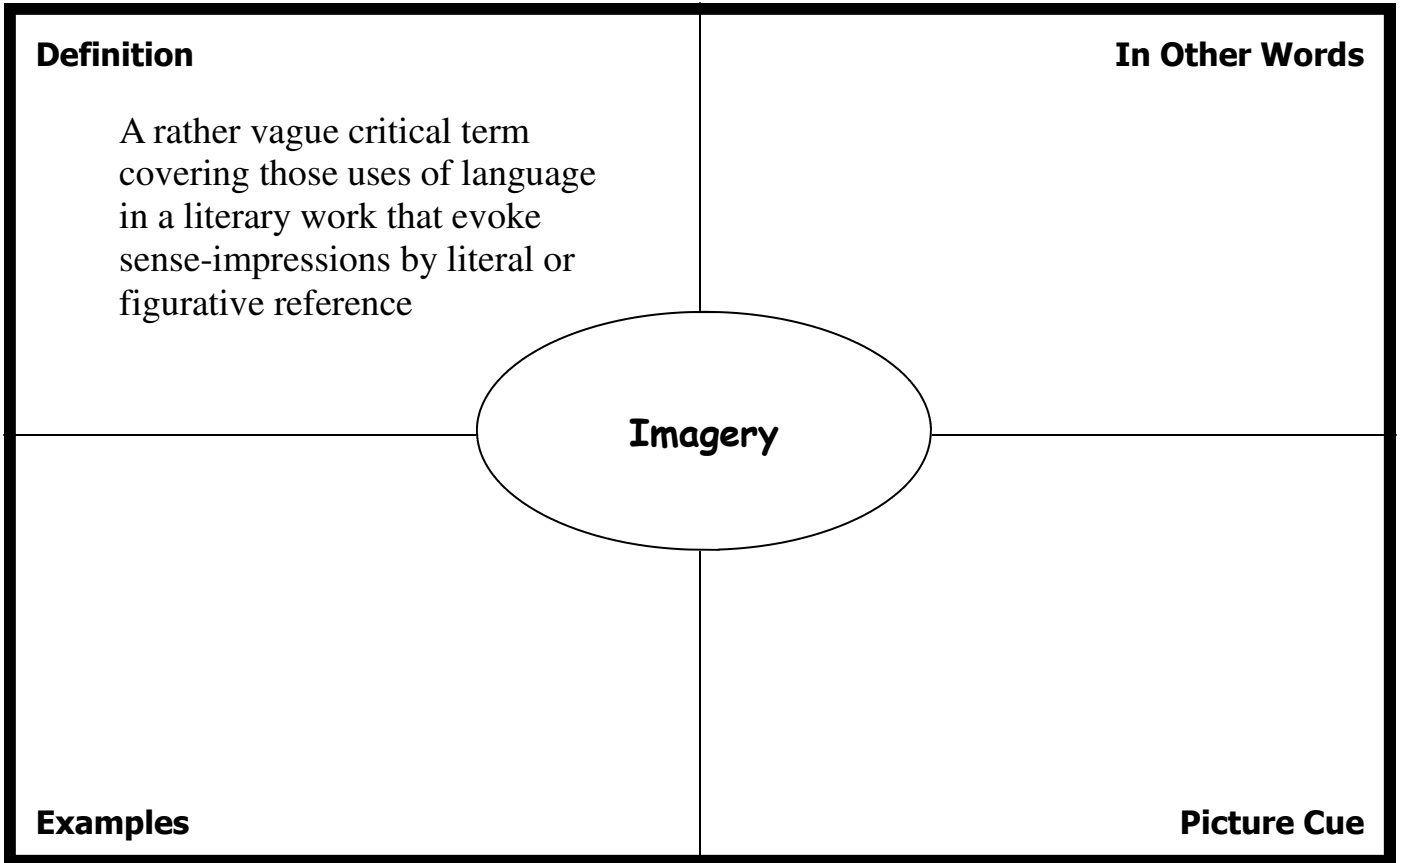 Definition
In Other Words
A rather vague critical term
covering those uses of language
in a literary work that evoke
sense-impressions by literal or
figurative reference
Imagery
Examples
Picture Cue